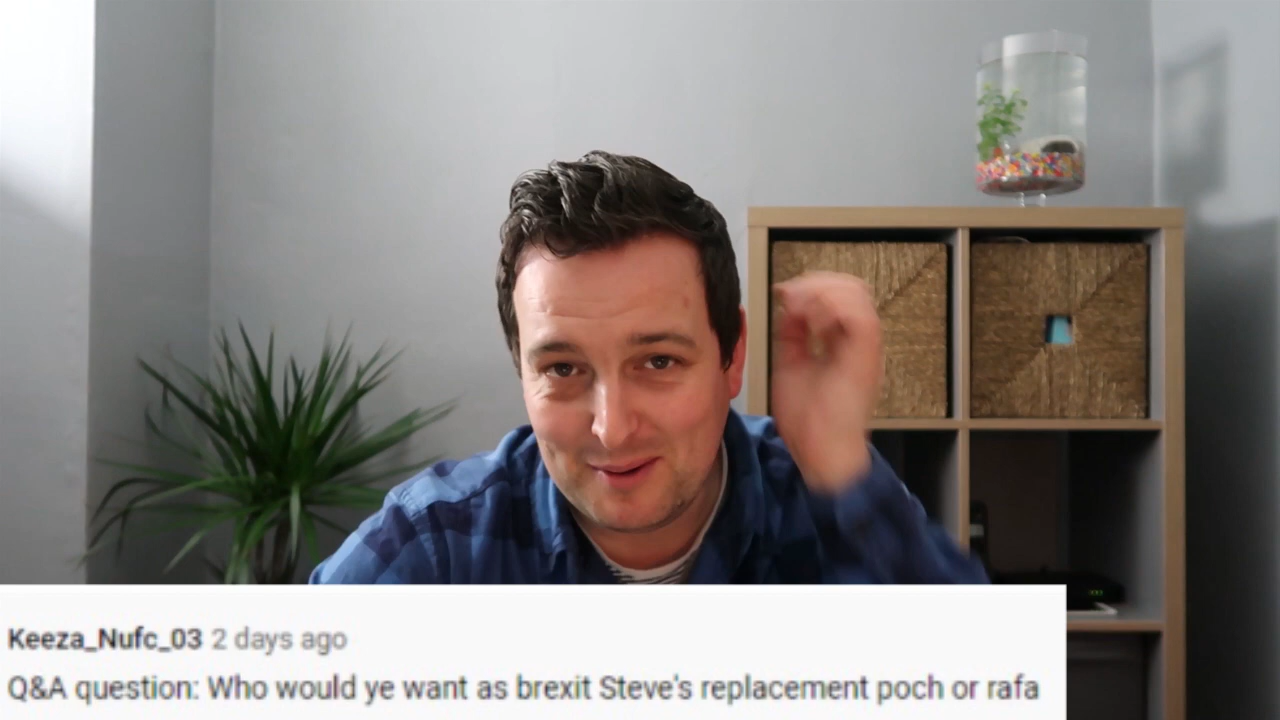 Keeza_Nufc_03 2 days ago
Q&A question: Who would ye want as brexit Steve's replacement poch or rafa